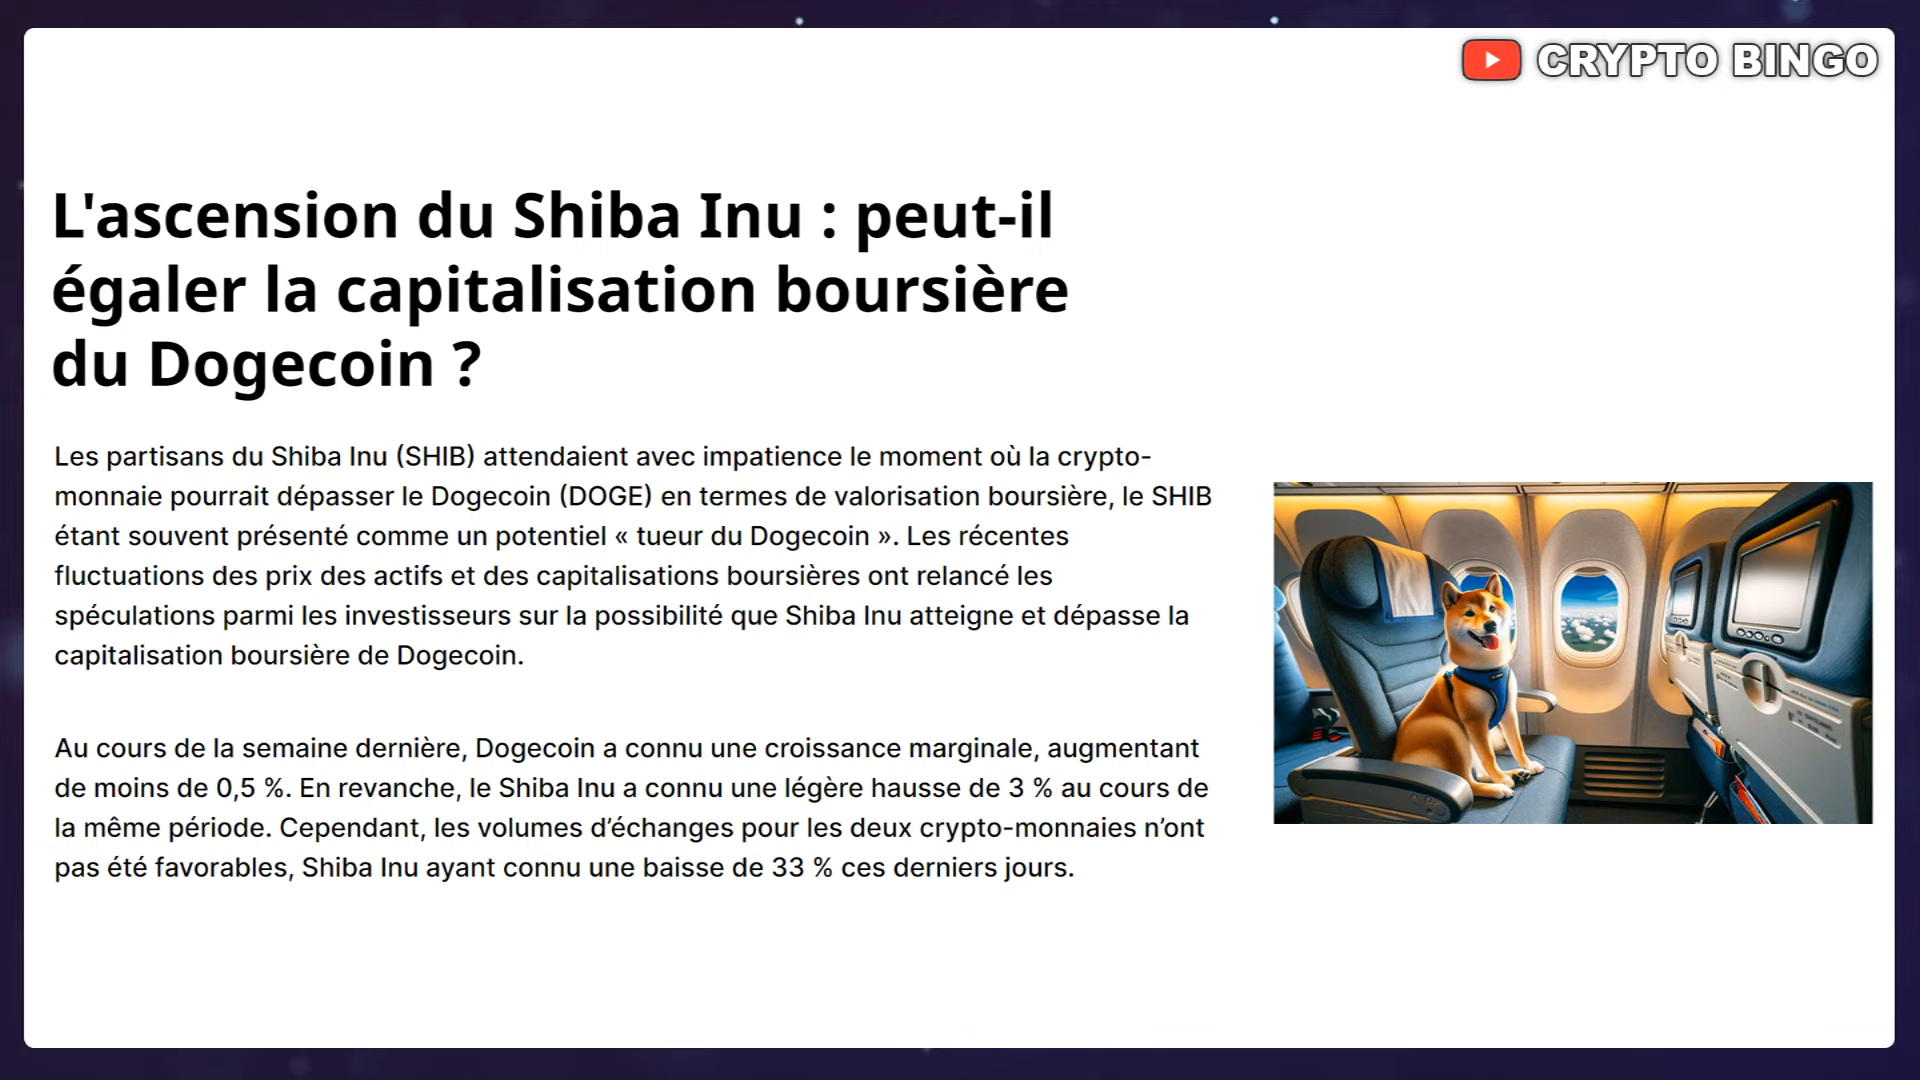 CRYPTO BINGO
L'ascension du Shiba Inu : peut-il
égaler la capitalisation boursière
du Dogecoin ?
Les partisans du Shiba Inu (SHIB) attendaient avec impatience le moment où la crypto-
monnaie pourrait dépasser le Dogecoin (DOGE) en termes de valorisation boursière, le SHIB
étant souvent présenté comme un potentiel « tueur du Dogecoin ». Les récentes
fluctuations des prix des actifs et des capitalisations boursières ont relancé les
spéculations parmi les investisseurs sur la possibilité que Shiba Inu atteigne et dépasse la
capitalisation boursière de Dogecoin.
Au cours de la semaine dernière, Dogecoin a connu une croissance marginale, augmentant
de moins de 0,5 %. En revanche, le Shiba Inu a connu une légère hausse de 3 % au cours de
la même période. Cependant, les volumes d’échanges pour les deux crypto-monnaies n’ont
pas été favorables, Shiba Inu ayant connu une baisse de 33 % ces derniers jours.